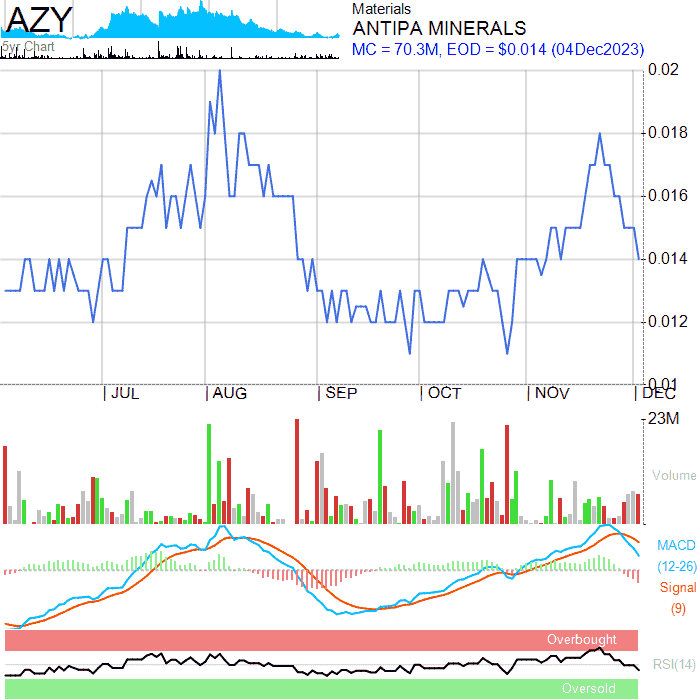 AZY
5yr Chart
Materials
ANTIPA MINERALS
MC = 70.3M, EOD = $0.014 (04Dec2023)
0.02
0.018
0.016
0.014
0.012
0.01
JUL
AUG
SEP
OCT
NOV
DEC
23M
Volume
MACD
(12-26)
Signal
(9)
Overbought
RSI(14)
Oversold